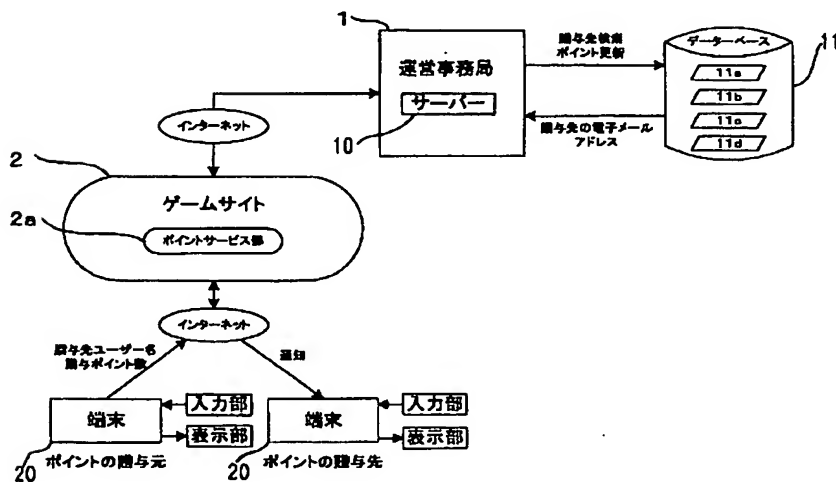 1
運営事務局
サーバー
10
贈与先検索
ポイント更新
贈与先の電子メール
アドレス
データーベース
11a
11b
11c
11d
11
インターネット
2
ゲームサイト
2a
ポイントサービス部
インターネット
贈与先ユーザー名
贈与ポイント数
通知
端末
入力部
表示部
20
ポイントの贈与元
端末
入力部
表示部
20
ポイントの贈与先